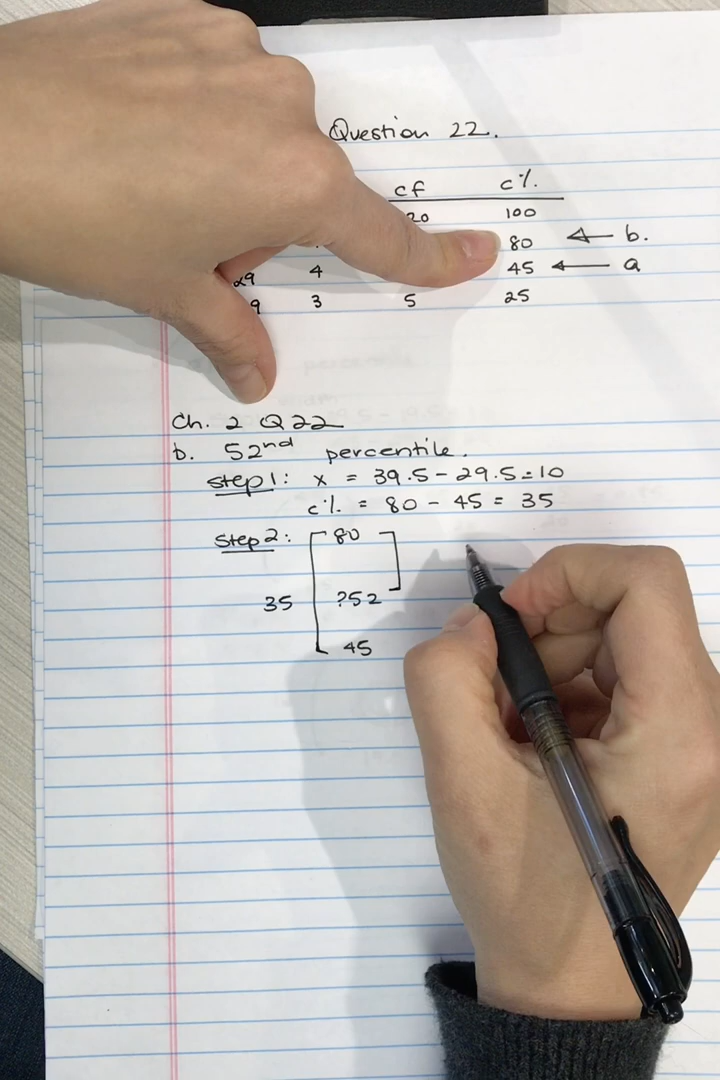 Question 22.
cf c%
20 100
80 ← b.
29 4 45 ← a
9 3 5 25
Ch. 2 Q22
b. 52nd percentile.
Step 1: x = 39.5 - 29.5 = 10
c% = 80 - 45 = 35
Step 2: 80
35 ?52
45